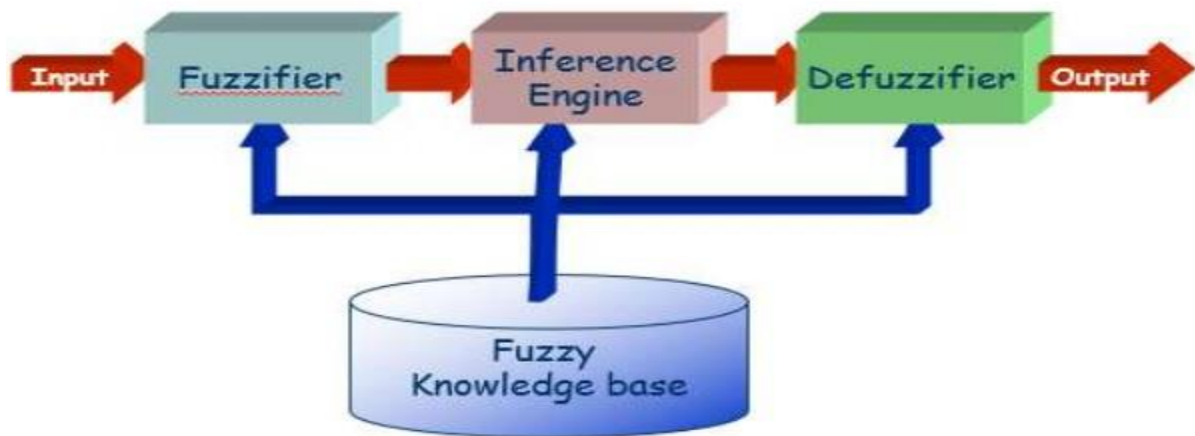 Input
Fuzzifier
Inference
Engine
Defuzzifier
Output
Fuzzy
Knowledge base